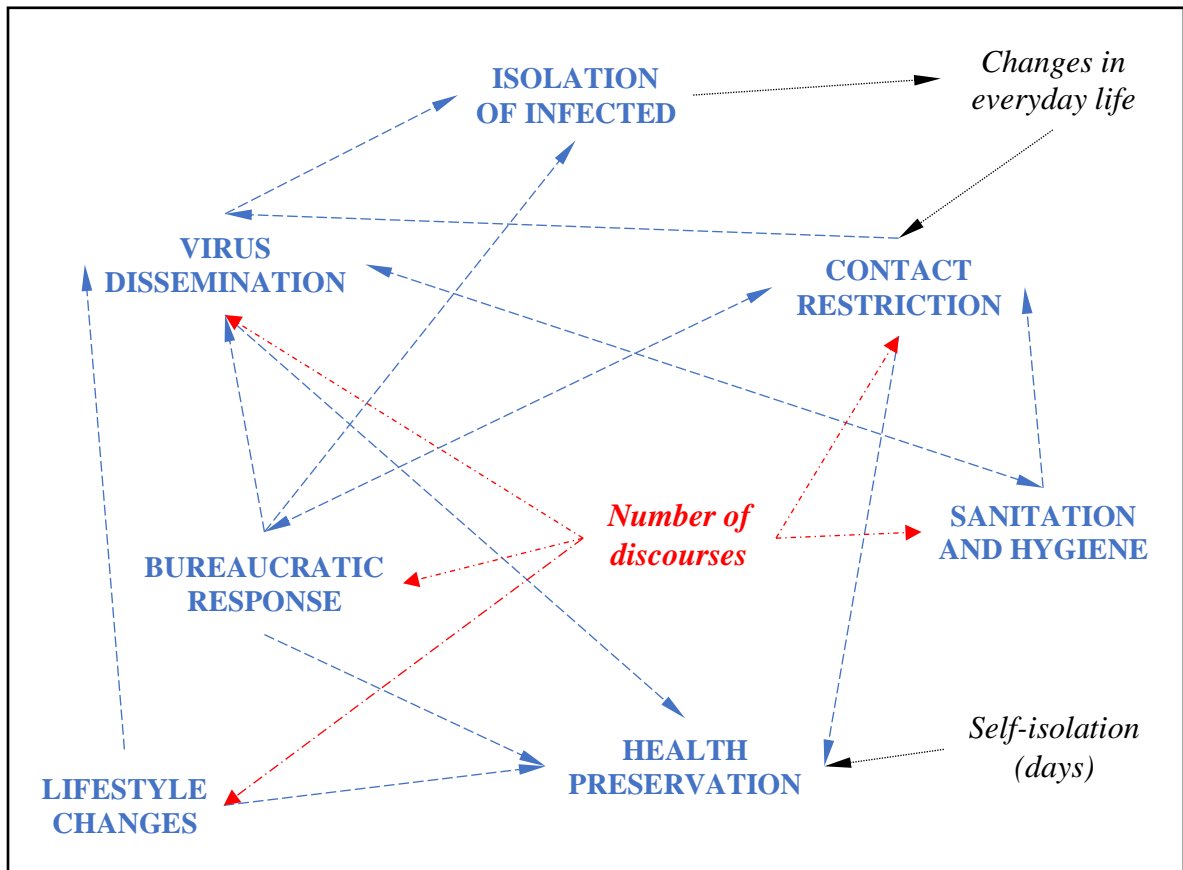 ISOLATION
OF INFECTED
Changes in
everyday life
VIRUS
DISSEMINATION
CONTACT
RESTRICTION
Number of
discourses
SANITATION
AND HYGIENE
BUREAUCRATIC
RESPONSE
HEALTH
PRESERVATION
Self-isolation
(days)
LIFESTYLE
CHANGES